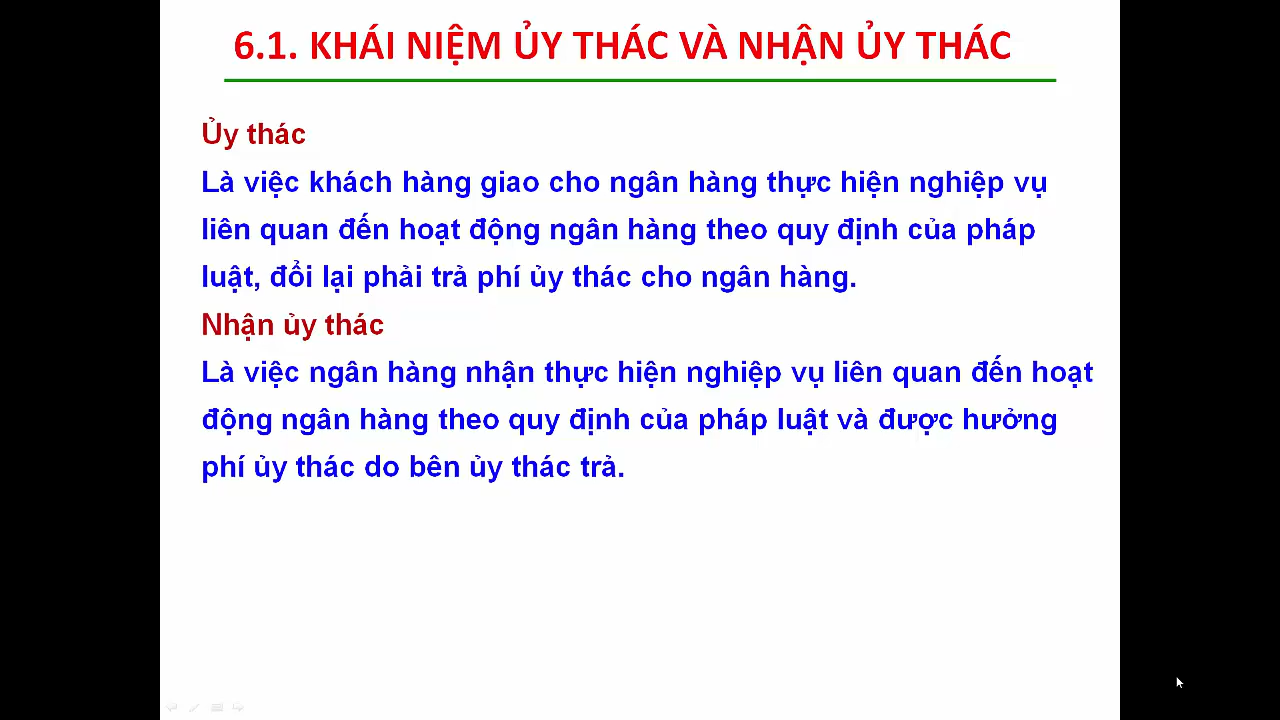 6.1. KHÁI NIỆM ỦY THÁC VÀ NHẬN ỦY THÁC
Ủy thác
Là việc khách hàng giao cho ngân hàng thực hiện nghiệp vụ
liên quan đến hoạt động ngân hàng theo quy định của pháp
luật, đổi lại phải trả phí ủy thác cho ngân hàng.
Nhận ủy thác
Là việc ngân hàng nhận thực hiện nghiệp vụ liên quan đến hoạt
động ngân hàng theo quy định của pháp luật và được hưởng
phí ủy thác do bên ủy thác trả.